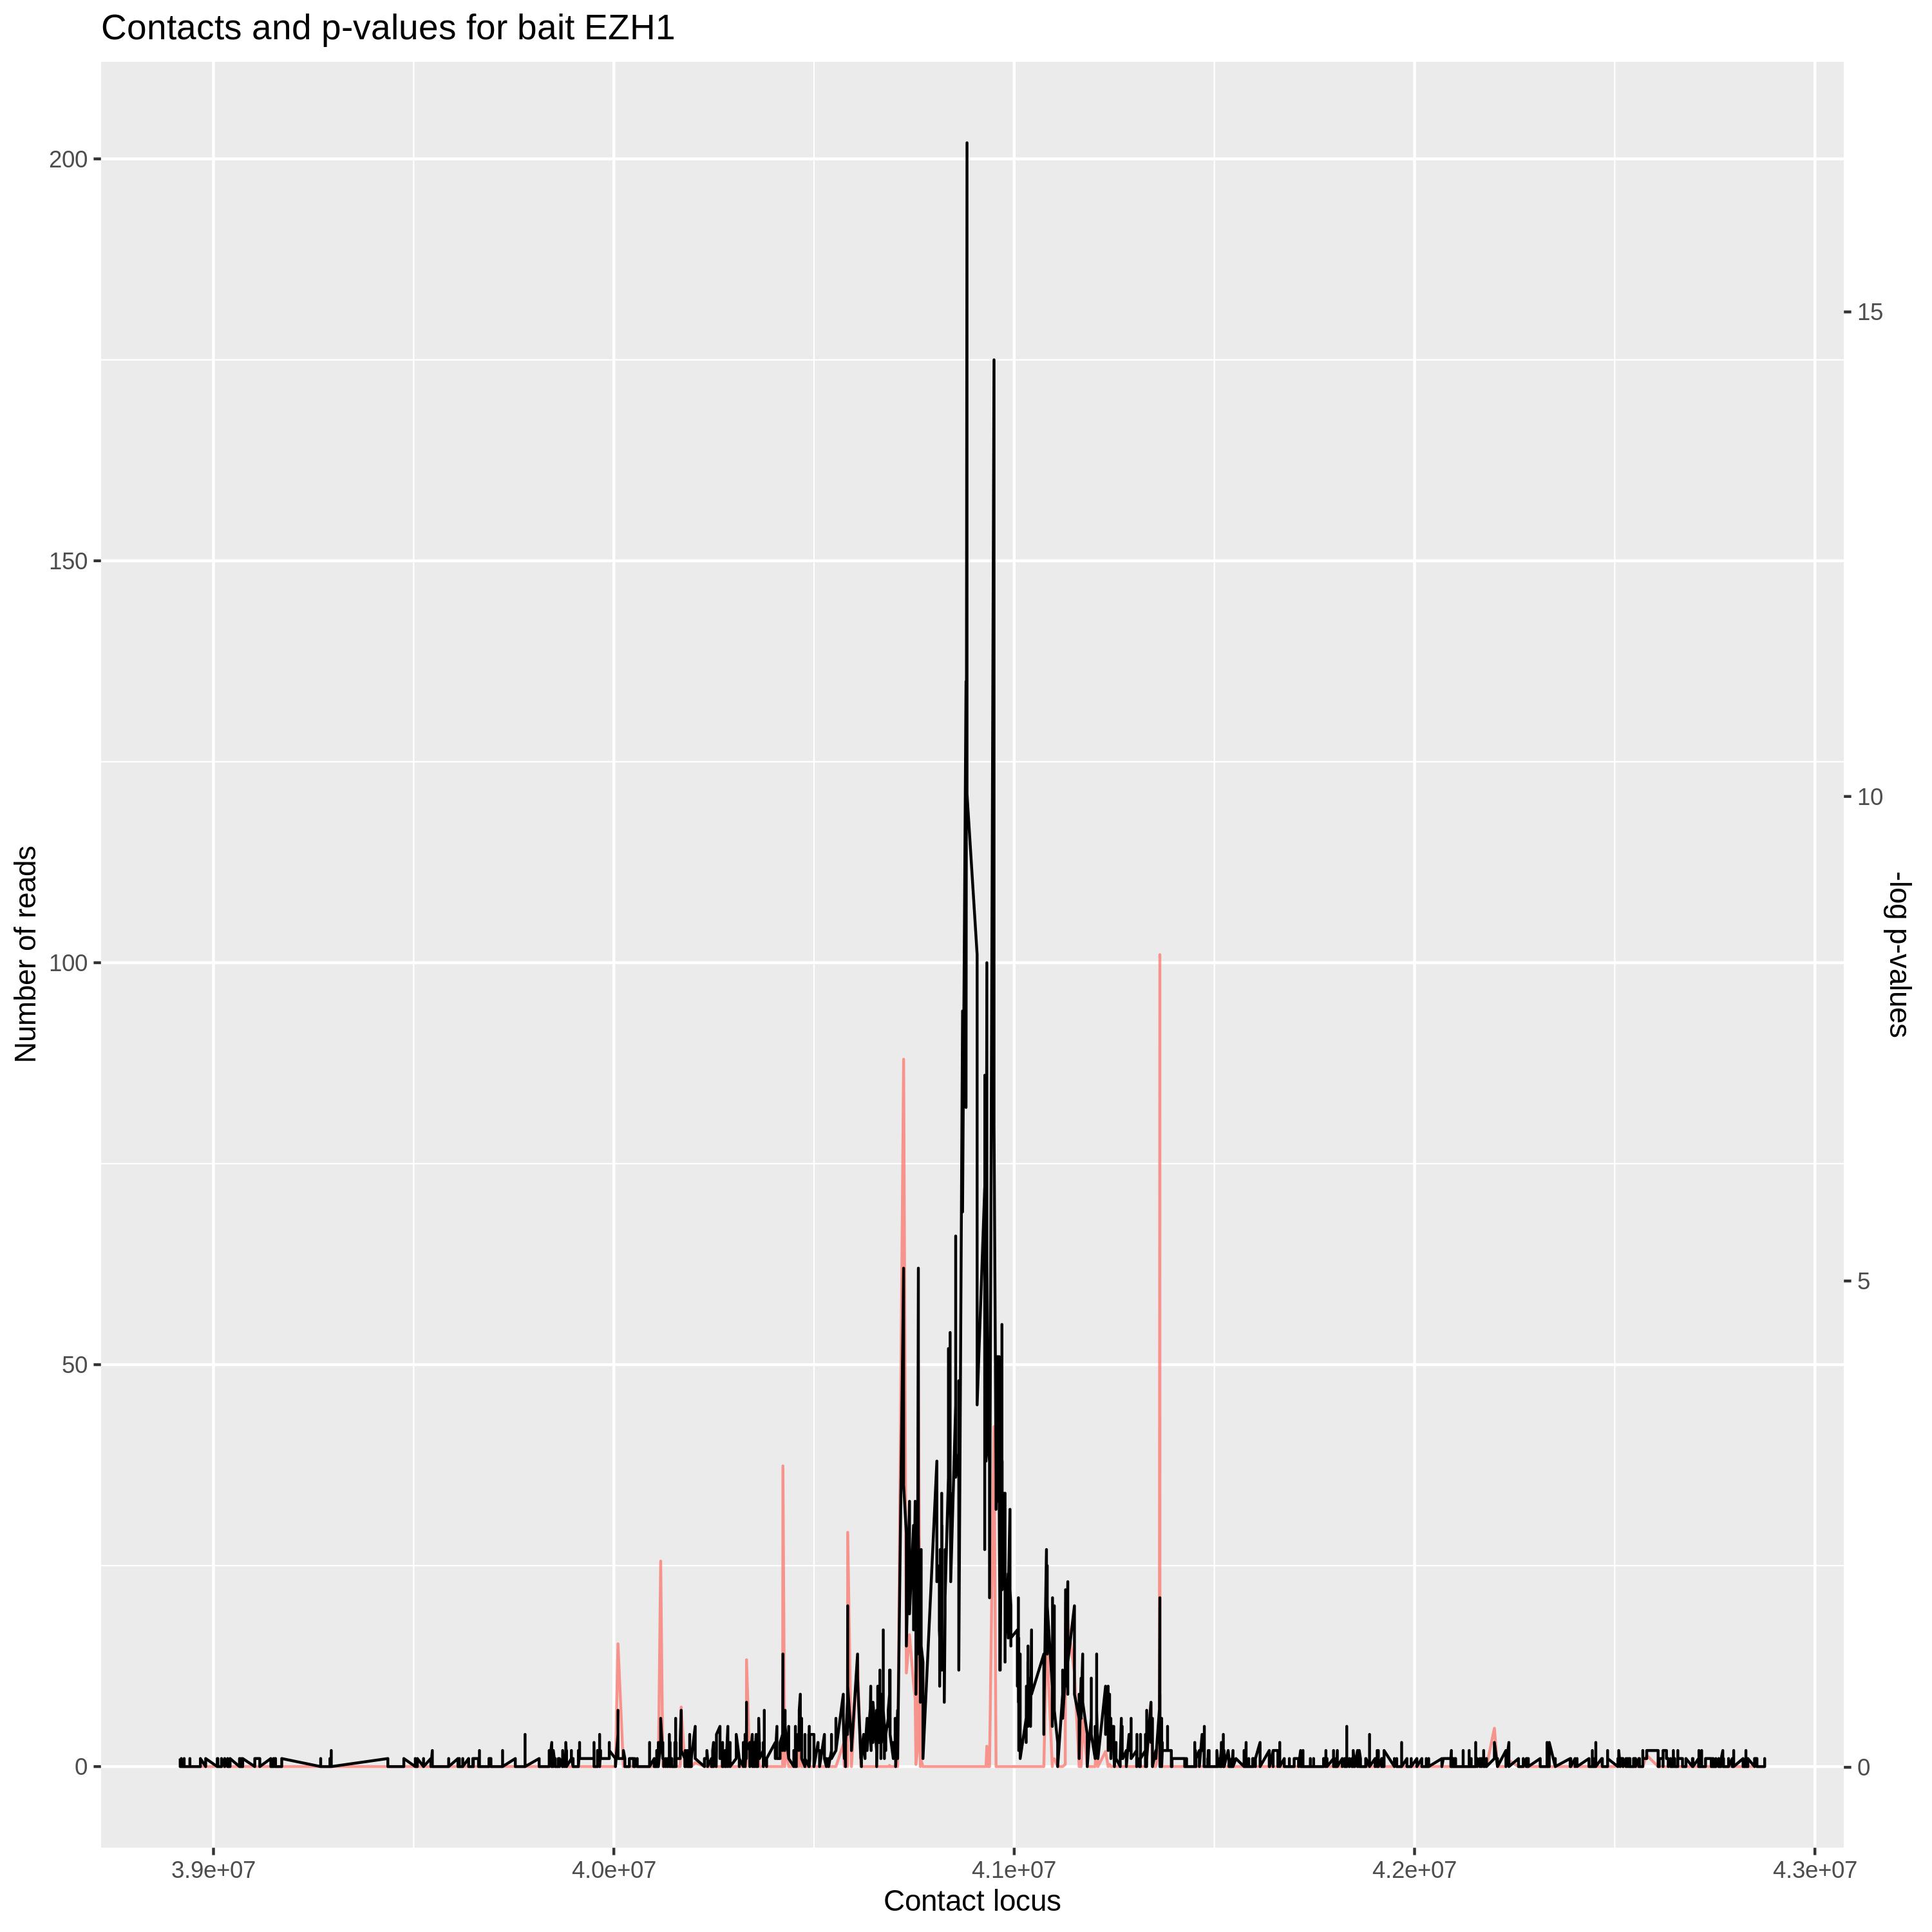 Contacts and p-values for bait EZH1
200
150
100
50
0
Number of reads
15
10
5
0
-log p-values
3.9e+07
4.0e+07
4.1e+07
4.2e+07
4.3e+07
Contact locus